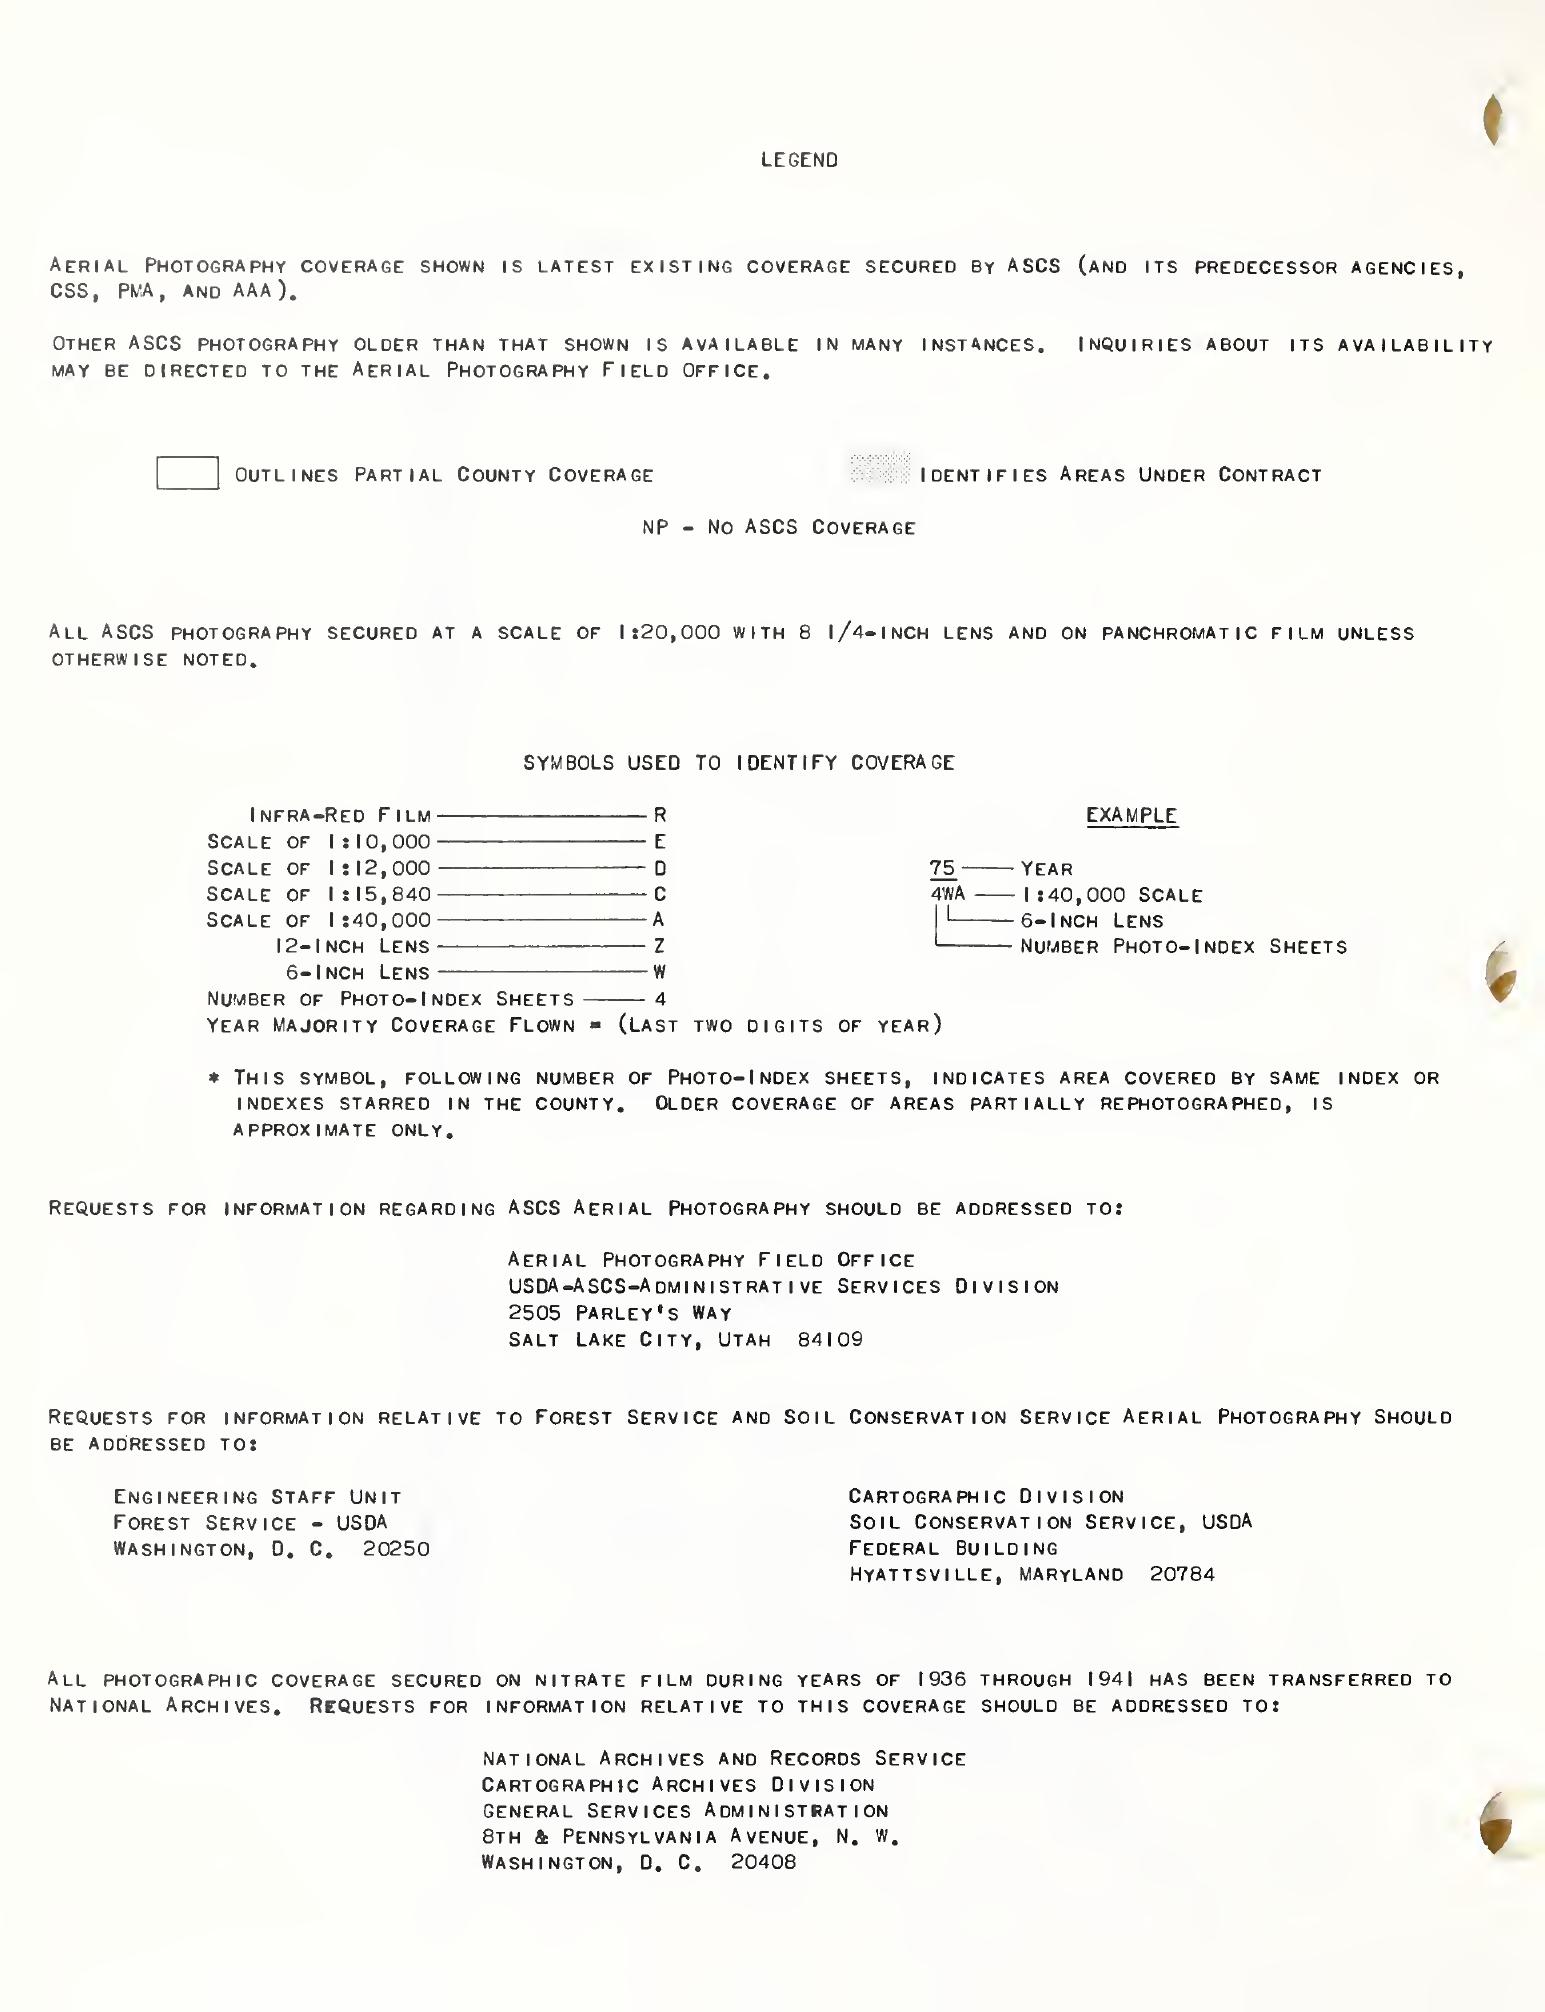 LEGEND
AERIAL PHOTOGRAPHY COVERAGE SHOWN IS LATEST EXISTING COVERAGE SECURED BY ASCS (AND ITS PREDECESSOR AGENCIES,
CSS, PMA, AND AAA).
OTHER ASCS PHOTOGRAPHY OLDER THAN THAT SHOWN IS AVAILABLE IN MANY INSTANCES. INQUIRIES ABOUT ITS AVAILABILITY
MAY BE DIRECTED TO THE AERIAL PHOTOGRAPHY FIELD OFFICE.
OUTLINES PARTIAL COUNTY COVERAGE
IDENTIFIES AREAS UNDER CONTRACT
NP - NO ASCS COVERAGE
ALL ASCS PHOTOGRAPHY SECURED AT A SCALE OF 1:20,000 WITH 8 1/4-INCH LENS AND ON PANCHROMATIC FILM UNLESS
OTHERWISE NOTED.
SYMBOLS USED TO IDENTIFY COVERAGE
INFRA-RED FILM R
SCALE OF 1:10,000 E
SCALE OF 1:12,000 D
SCALE OF 1:15,840 C
SCALE OF 1:40,000 A
12-INCH LENS Z
6-INCH LENS W
NUMBER OF PHOTO-INDEX SHEETS 4
YEAR MAJORITY COVERAGE FLOWN = (LAST TWO DIGITS OF YEAR)
EXAMPLE
75 YEAR
4WA 1:40,000 SCALE
6-INCH LENS
NUMBER PHOTO-INDEX SHEETS
* THIS SYMBOL, FOLLOWING NUMBER OF PHOTO-INDEX SHEETS, INDICATES AREA COVERED BY SAME INDEX OR
INDEXES STARRED IN THE COUNTY. OLDER COVERAGE OF AREAS PARTIALLY REPHOTOGRAPHED, IS
APPROXIMATE ONLY.
REQUESTS FOR INFORMATION REGARDING ASCS AERIAL PHOTOGRAPHY SHOULD BE ADDRESSED TO:
AERIAL PHOTOGRAPHY FIELD OFFICE
USDA-ASCS-ADMINISTRATIVE SERVICES DIVISION
2505 PARLEY'S WAY
SALT LAKE CITY, UTAH 84109
REQUESTS FOR INFORMATION RELATIVE TO FOREST SERVICE AND SOIL CONSERVATION SERVICE AERIAL PHOTOGRAPHY SHOULD
BE ADDRESSED TO:
ENGINEERING STAFF UNIT
FOREST SERVICE - USDA
WASHINGTON, D. C. 20250
CARTOGRAPHIC DIVISION
SOIL CONSERVATION SERVICE, USDA
FEDERAL BUILDING
HYATTSVILLE, MARYLAND 20784
ALL PHOTOGRAPHIC COVERAGE SECURED ON NITRATE FILM DURING YEARS OF 1936 THROUGH 1941 HAS BEEN TRANSFERRED TO
NATIONAL ARCHIVES. REQUESTS FOR INFORMATION RELATIVE TO THIS COVERAGE SHOULD BE ADDRESSED TO:
NATIONAL ARCHIVES AND RECORDS SERVICE
CARTOGRAPHIC ARCHIVES DIVISION
GENERAL SERVICES ADMINISTRATION
8TH & PENNSYLVANIA AVENUE, N. W.
WASHINGTON, D. C. 20408